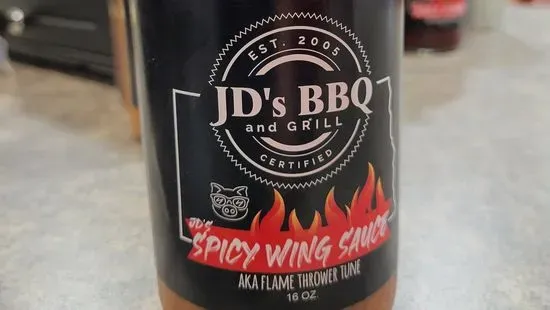 EST. 2005
JD's BBQ
and GRILL
CERTIFIED
JD'S
SPICY WING SAUCE
AKA FLAME THROWER TUNE
16 OZ.